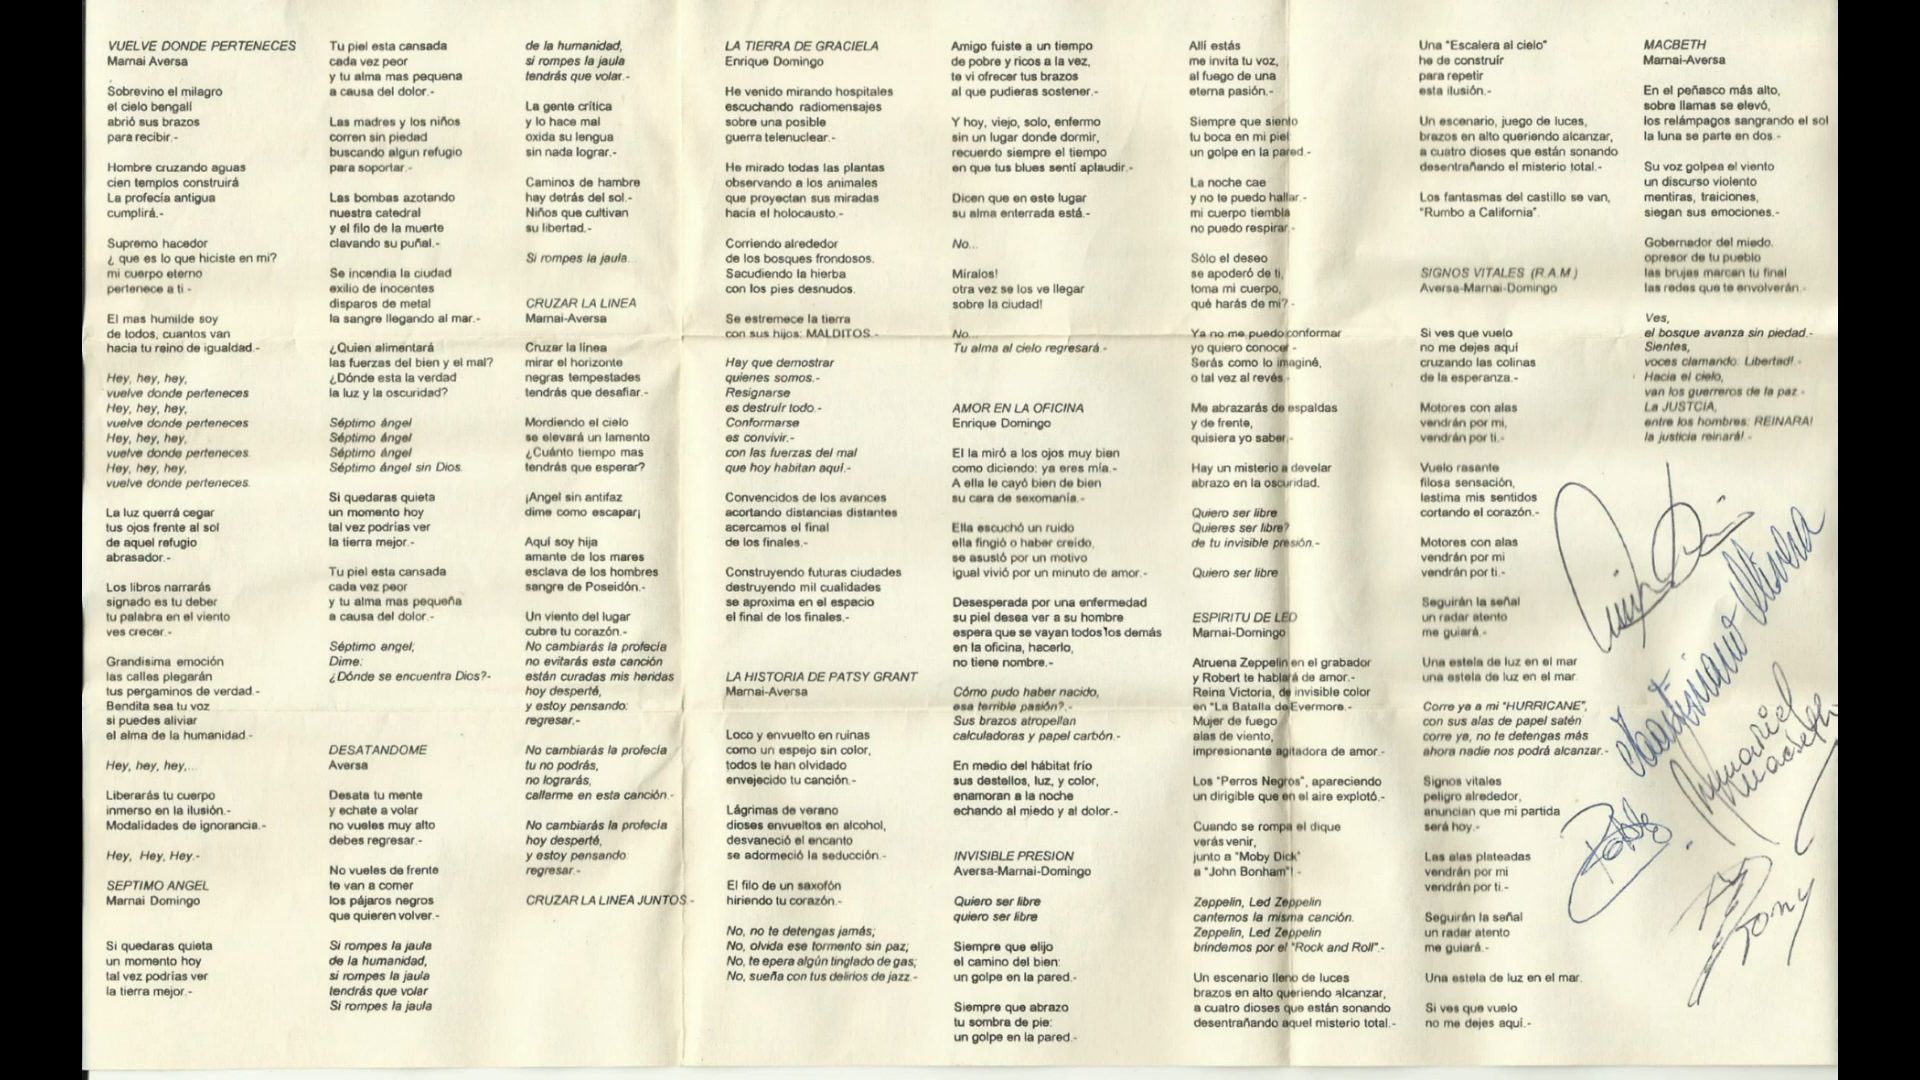 VUELVE DONDE PERTENECES
Marnai Aversa
Sobrevino el milagro
el cielo bengalí
abrió sus brazos
para recibir.-
Hombre cruzando aguas
cien templos construirá
La profecía antigua
cumplirá.-
Supremo hacedor
¿ que es lo que hiciste en mi?
mi cuerpo eterno
pertenece a ti.-
El mas humilde soy
de todos, cuantos van
hacia tu reino de igualdad.-
Hey, hey, hey,
vuelve donde perteneces
Hey, hey, hey,
vuelve donde perteneces
Hey, hey, hey,
vuelve donde perteneces
Hey, hey, hey,
vuelve donde perteneces.
La luz querrá cegar
tus ojos frente al sol
de aquel refugio
abrasador.-
Los libros narrarás
signado es tu deber
tu palabra en el viento
ves crecer.-
Grandisima emoción
las calles plegarán
tus pergaminos de verdad.-
Bendita sea tu voz
si puedes aliviar
el alma de la humanidad.-
Hey, hey, hey,...
Liberarás tu cuerpo
inmerso en la ilusión.-
Modalidades de ignorancia.-
Hey, Hey, Hey.-
SEPTIMO ANGEL
Marnai Domingo
Si quedaras quieta
un momento hoy
tal vez podrías ver
la tierra mejor.-
Tu piel esta cansada
cada vez peor
y tu alma mas pequena
a causa del dolor.-
Las madres y los niños
corren sin piedad
buscando algun refugio
para soportar.-
Las bombas azotando
nuestra catedral
y el filo de la muerte
clavando su puñal.-
Se incendia la ciudad
exilio de inocentes
disparos de metal
la sangre llegando al mar.-
¿Quien alimentará
las fuerzas del bien y el mal?
¿Dónde esta la verdad
la luz y la oscuridad?
Séptimo ángel
Séptimo ángel
Séptimo ángel
Séptimo Ángel sin Dios.
Si quedaras quieta
un momento hoy
tal vez podrías ver
la tierra mejor.-
Tu piel esta cansada
cada vez peor
y tu alma mas pequeña
a causa del dolor.-
Séptimo angel;
Dime:
¿Dónde se encuentra Dios?-
DESATANDOME
Aversa
Desata tu mente
y echate a volar
no vueles muy alto
debes regresar.-
No vueles de frente
te van a comer
los pájaros negros
que quieren volver.-
Si rompes la jaula
de la humanidad,
si rompes la jaula
tendrás que volar
Si rompes la jaula
de la humanidad,
si rompes la jaula
tendrás que volar.-
La gente crítica
y lo hace mal
oxida su lengua
sin nada lograr.-
Caminos de hambre
hay detrás del sol.-
Niños que cultivan
su libertad.-
Si rompes la jaula...
CRUZAR LA LINEA
Marnai-Aversa
Cruzar la línea
mirar el horizonte
negras tempestades
tendrás que desafiar.-
Mordiendo el cielo
se elevará un lamento
¿Cuánto tiempo mas
tendrás que esperar?
¡Angel sin antifaz
dime como escapar¡
Aqui soy hija
amante de los mares
esclava de los hombres
sangre de Poseidón.-
Un viento del lugar
cubre tu corazón.-
No cambiarás la profecía
no evitarás esta canción
están curadas mis heridas
hoy desperté,
y estoy pensando:
regresar.-
No cambiarás la profecía
tu no podrás,
no lograrás,
callarme en esta canción.-
No cambiarás la profecía
hoy desperté,
y estoy pensando
regresar.-
CRUZAR LA LINEA JUNTOS.-
LA TIERRA DE GRACIELA
Enrique Domingo
He venido mirando hospitales
escuchando radiomensajes
sobre una posible
guerra telenuclear.-
He mirado todas las plantas
observando a los animales
que proyectan sus miradas
hacia el holocausto.-
Corriendo alrededor
de los bosques frondosos.
Sacudiendo la hierba
con los pies desnudos.
Se estremece la tierra
con sus hijos: MALDITOS.-
Hay que demostrar
quienes somos.-
Resignarse
es destruir todo.-
Conformarse
es convivir.-
con las fuerzas del mal
que hoy habitan aquí.-
Convencidos de los avances
acortando distancias distantes
acercamos el final
de los finales.-
Construyendo futuras ciudades
destruyendo mil cualidades
se aproxima en el espacio
el final de los finales.-
LA HISTORIA DE PATSY GRANT
Marnai-Aversa
Loco y envuelto en ruinas
como un espejo sin color,
todos te han olvidado
envejecido tu canción.-
Lágrimas de verano
dioses envueltos en alcohol,
desvaneció el encanto
se adormeció la seducción.-
El filo de un saxofón
hiriendo tu corazón.-
No, no te detengas jamás;
No, olvida ese tormento sin paz;
No, te epera algún tinglado de gas;
No, sueña con tus delirios de jazz.-
Amigo fuiste a un tiempo
de pobre y ricos a la vez,
te vi ofrecer tus brazos
al que pudieras sostener.-
Y hoy, viejo, solo, enfermo
sin un lugar donde dormir,
recuerdo siempre el tiempo
en que tus blues sentí aplaudir.-
Dicen que en este lugar
su alma enterrada está.-
No...
Miralos!
otra vez se los ve llegar
sobre la ciudad!
No...
Tu alma al cielo regresará.-
AMOR EN LA OFICINA
Enrique Domingo
El la miró a los ojos muy bien
como diciendo: ya eres mía.-
A ella le cayó bien de bien
su cara de sexomanía.-
Ella escuchó un ruido
ella fingió o haber creído,
se asustó por un motivo
igual vivió por un minuto de amor.-
Desesperada por una enfermedad
su piel desea ver a su hombre
espera que se vayan todos los demás
en la oficina, hacerlo,
no tiene nombre.-
Cómo pudo haber nacido,
esa terrible pasión?.-
Sus brazos atropellan
calculadoras y papel carbón.-
En medio del hábitat frío
sus destellos, luz, y color,
enamoran a la noche
echando al miedo y al dolor.-
INVISIBLE PRESION
Aversa-Marnai-Domingo
Quiero ser libre
quiero ser libre
Siempre que elijo
el camino del bien:
un golpe en la pared.-
Siempre que abrazo
tu sombra de pie:
un golpe en la pared.-
Allí estás
me invita tu voz,
al fuego de una
eterna pasión.-
Siempre que siento
tu boca en mi piel
un golpe en la pared.-
La noche cae
y no te puedo hallar.-
mi cuerpo tiembla
no puedo respirar.-
Sólo el deseo
se apoderó de ti,
toma mi cuerpo,
qué harás de mi?.-
Ya no me puedo conformar
yo quiero conocer.-
Serás como lo imaginé,
o tal vez al revés.-
Me abrazarás de espaldas
y de frente,
quisiera yo saber.-
Hay un misterio a develar
abrazo en la oscuridad.
Quiero ser libre
Quieres ser libre?
de tu invisible presión.-
Quiero ser libre
ESPIRITU DE LED
Marnai-Domingo
Atruena Zeppelin en el grabador
y Robert te hablará de amor.-
Reina Victoria, de invisible color
en "La Batalla de Evermore.-
Mujer de fuego
alas de viento,
impresionante agitadora de amor.-
Los "Perros Negros", apareciendo
un dirigible que en el aire explotó.-
Cuando se rompa el dique
verás venir,
junto a "Moby Dick"
a "John Bonham"!.-
Zeppelin, Led Zeppelin
cantemos la misma canción.
Zeppelin, Led Zeppelin
brindemos por el "Rock and Roll".-
Un escenario lleno de luces
brazos en alto queriendo alcanzar,
a cuatro dioses que están sonando
desentrañando aquel misterio total.-
Una "Escalera al cielo"
he de construir
para repetir
esta ilusión.-
Un escenario, juego de luces,
brazos en alto queriendo alcanzar,
a cuatro dioses que están sonando
desentrañando el misterio total.-
Los fantasmas del castillo se van,
"Rumbo a California".
SIGNOS VITALES (R.A.M.)
Aversa-Marnai-Domingo
Si ves que vuelo
no me dejes aquí
cruzando las colinas
de la esperanza.-
Motores con alas
vendrán por mi,
vendrán por ti.-
Vuelo rasante
filosa sensación,
lastima mis sentidos
cortando el corazón.-
Motores con alas
vendrán por mi
vendrán por ti.-
Seguirán la señal
un radar atento
me guiará.-
Una estela de luz en el mar
una estela de luz en el mar.
Corre ya a mi "HURRICANE",
con sus alas de papel satén
corre ya, no te detengas más
ahora nadie nos podrá alcanzar.-
Signos vitales
peligro alrededor,
anuncian que mi partida
será hoy.-
Las alas plateadas
vendrán por mi
vendrán por ti.-
Seguirán la señal
un radar atento
me guiará.-
Una estela de luz en el mar.
Si ves que vuelo
no me dejes aquí.-
MACBETH
Marnai-Aversa
En el peñasco más alto,
sobre llamas se elevó,
los relámpagos sangrando el sol
la luna se parte en dos.-
Su voz golpea el viento
un discurso violento
mentiras, traiciones,
siegan sus emociones.-
Gobernador del miedo.
opresor de tu pueblo
las brujas marcan tu final
las redes que te envolverán.-
Ves,
el bosque avanza sin piedad.-
Sientes,
voces clamando: Libertad!.-
Hacia el cielo,
van los guerreros de la paz.-
La JUSTCIA,
entre los hombres: REINARA!
la justicia reinará!.-
Rony